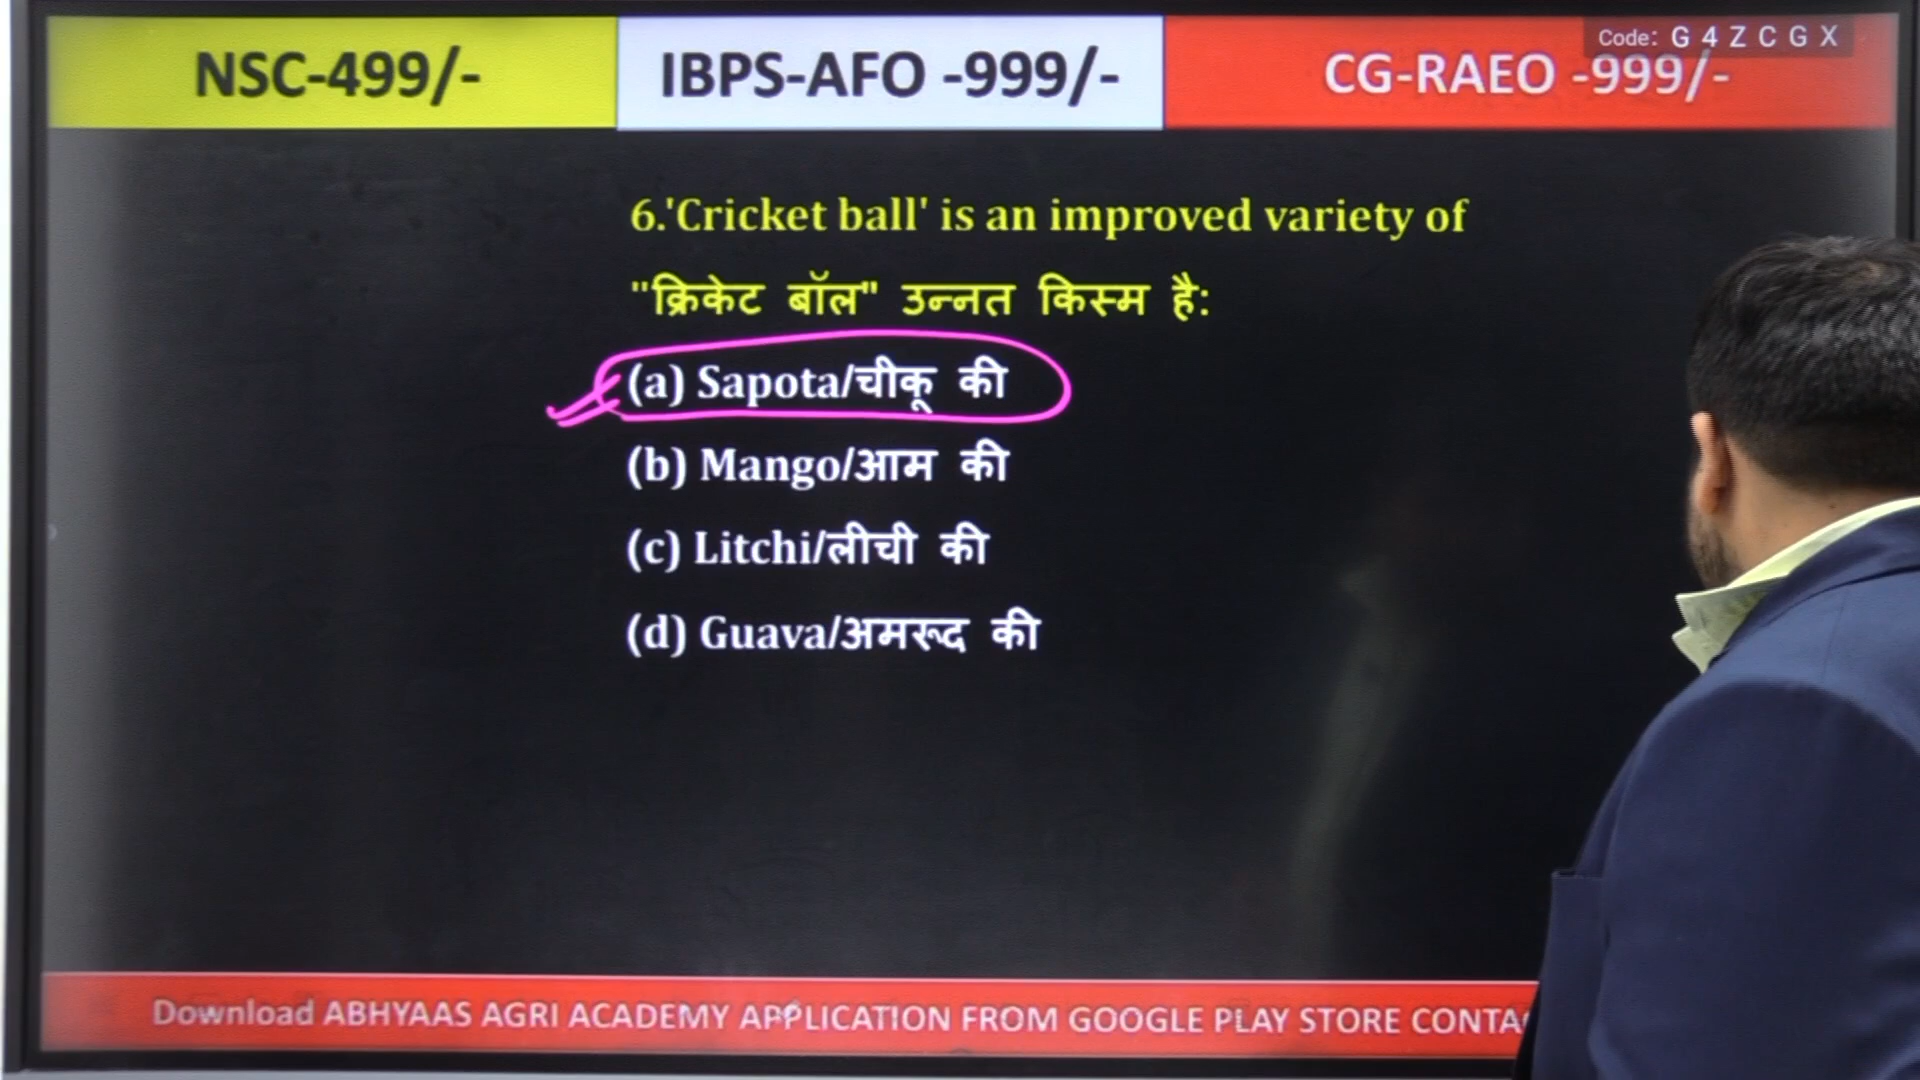 NSC-499/-
IBPS-AFO -999/-
CG-RAEO -999/-
Code: G 4 Z C G X
6.'Cricket ball' is an improved variety of
"क्रिकेट बॉल" उन्नत किस्म है:
(a) Sapota/चीकू की
(b) Mango/आम की
(c) Litchi/लीची की
(d) Guava/अमरूद की
Download ABHYAAS AGRI ACADEMY APPLICATION FROM GOOGLE PLAY STORE